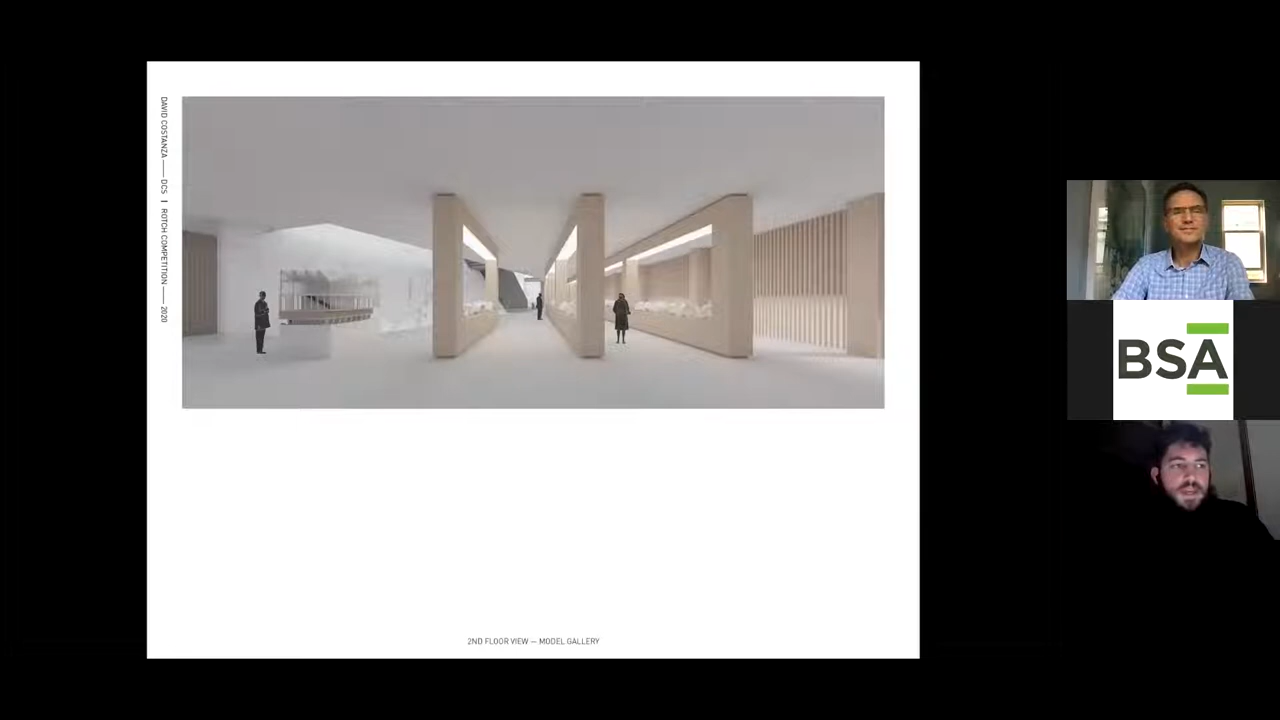 DAVID COSTANZA — DCS | ROTCH COMPETITION — 2020
2ND FLOOR VIEW — MODEL GALLERY
BSA